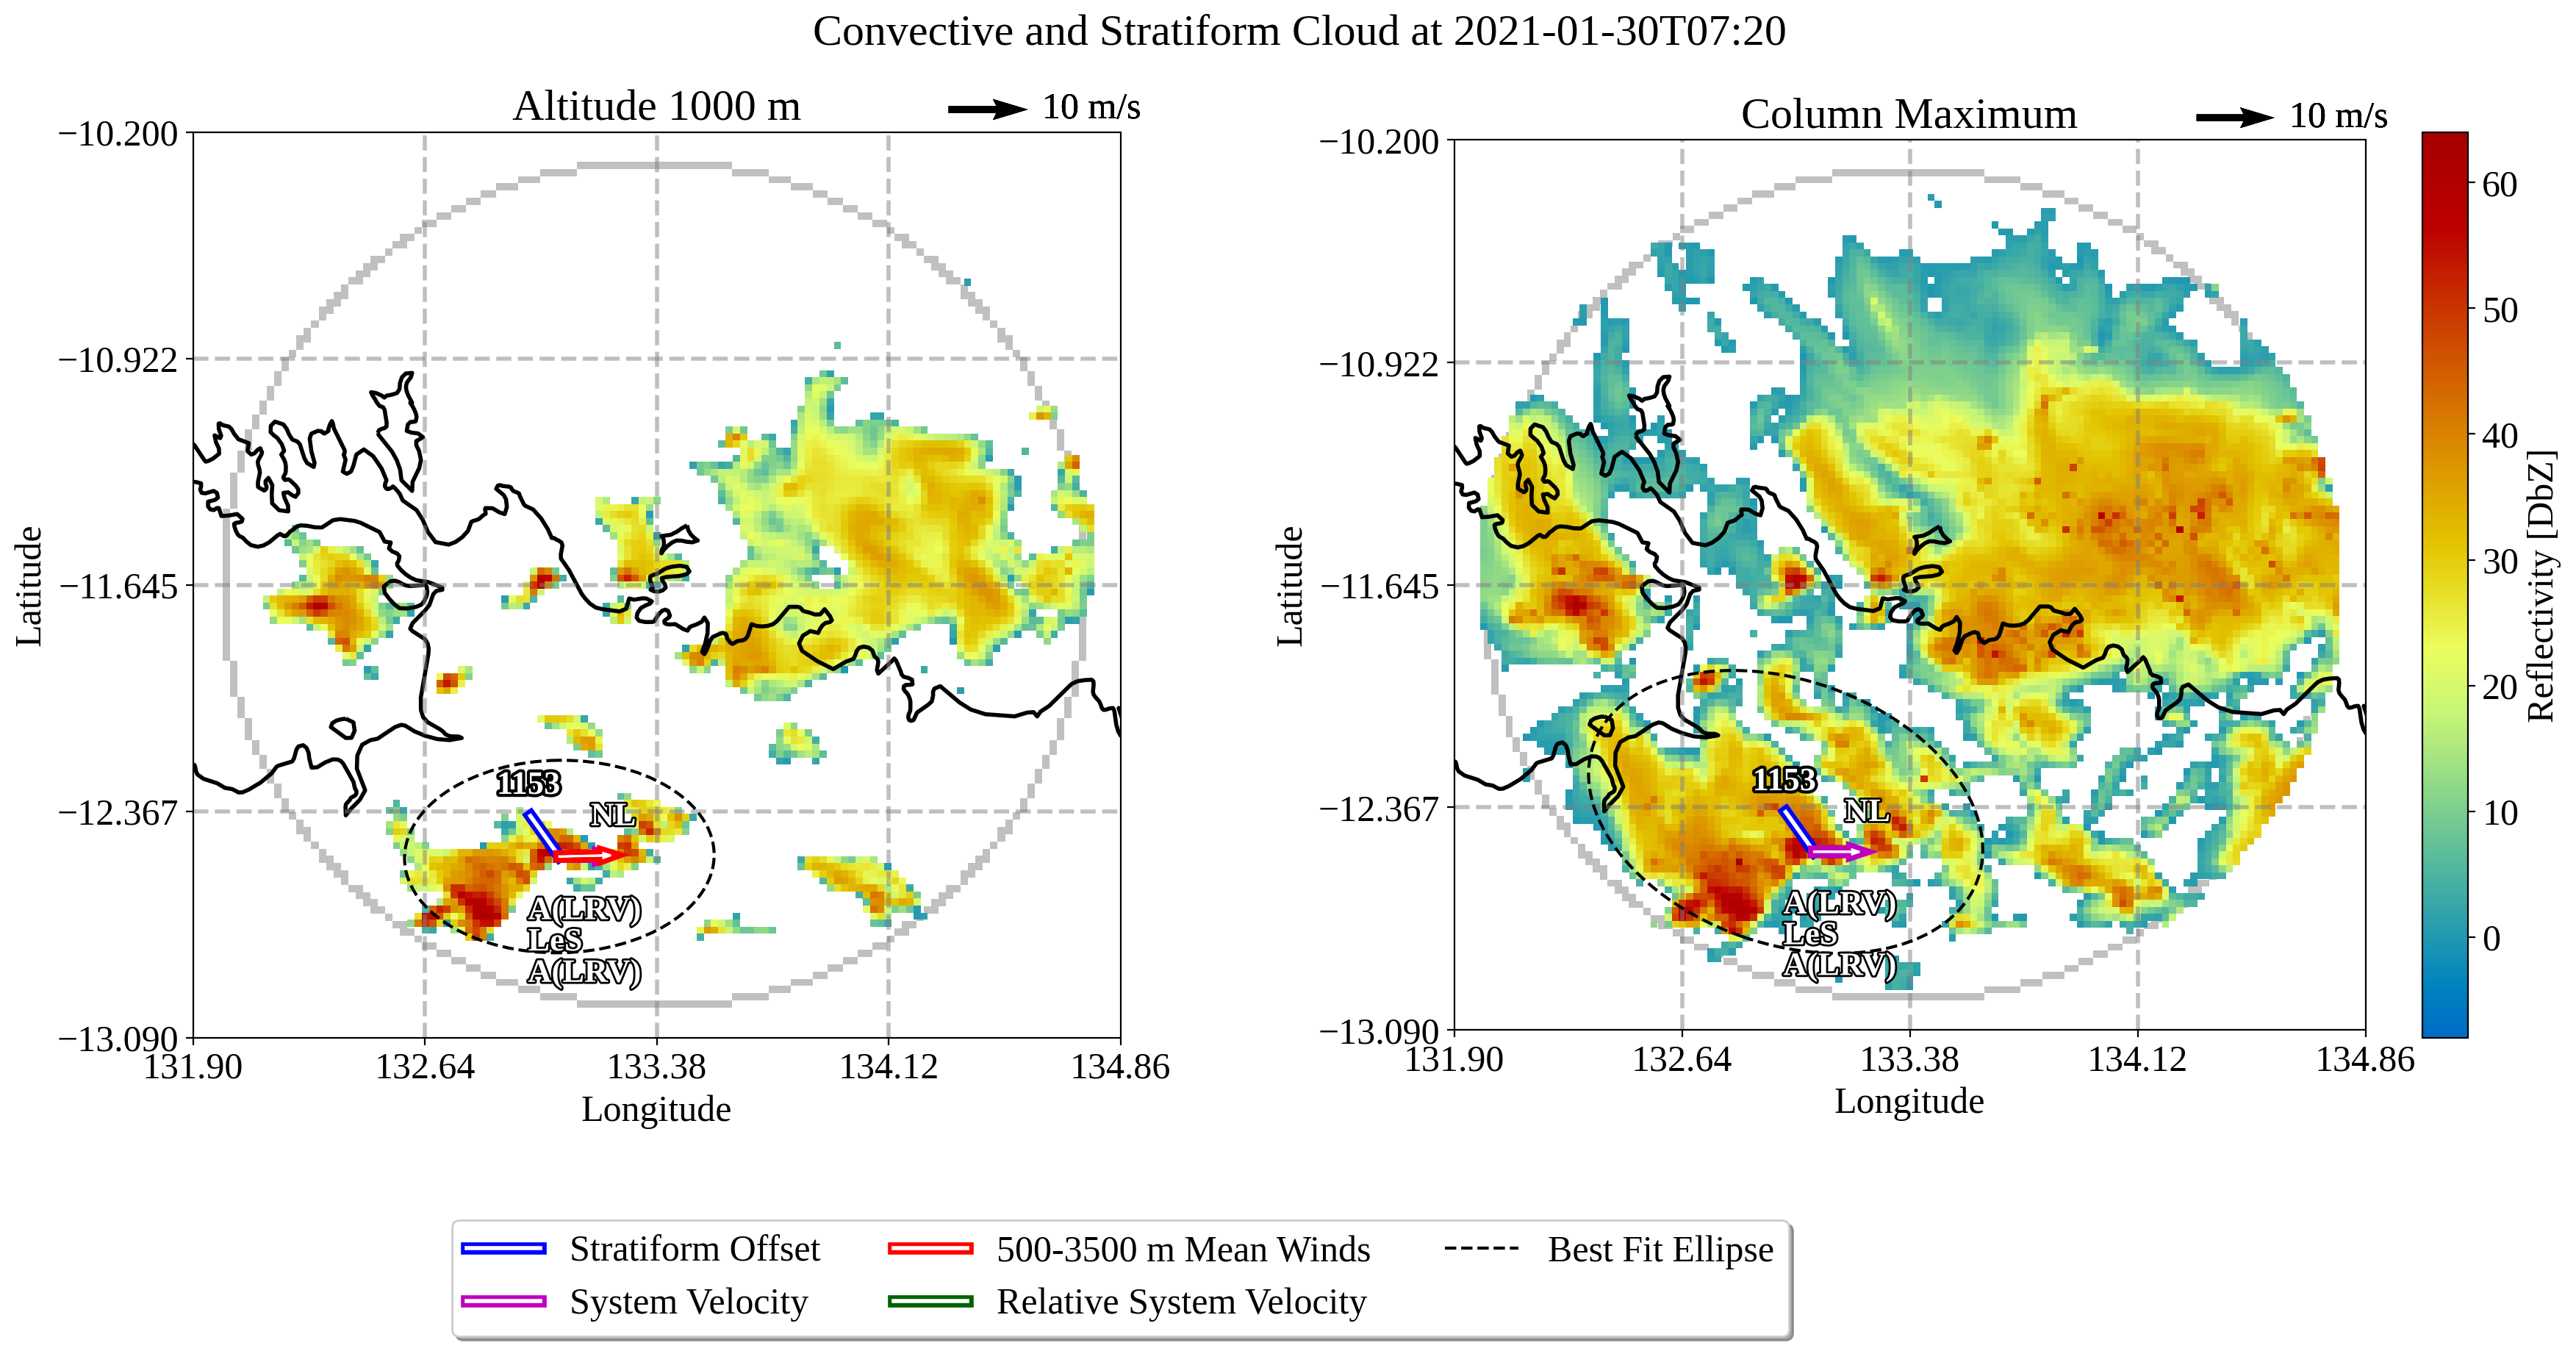 Convective and Stratiform Cloud at 2021-01-30T07:20
Altitude 1000 m
10 m/s
−10.200
−10.922
−11.645
−12.367
−13.090
Latitude
1153
NL
A(LRV)
LeS
A(LRV)
131.90
132.64
133.38
134.12
134.86
Longitude
Column Maximum
10 m/s
−10.200
−10.922
−11.645
−12.367
−13.090
Latitude
1153
NL
A(LRV)
LeS
A(LRV)
131.90
132.64
133.38
134.12
134.86
Longitude
60
50
40
30
20
10
0
Reflectivity [DbZ]
Stratiform Offset
System Velocity
500-3500 m Mean Winds
Relative System Velocity
Best Fit Ellipse